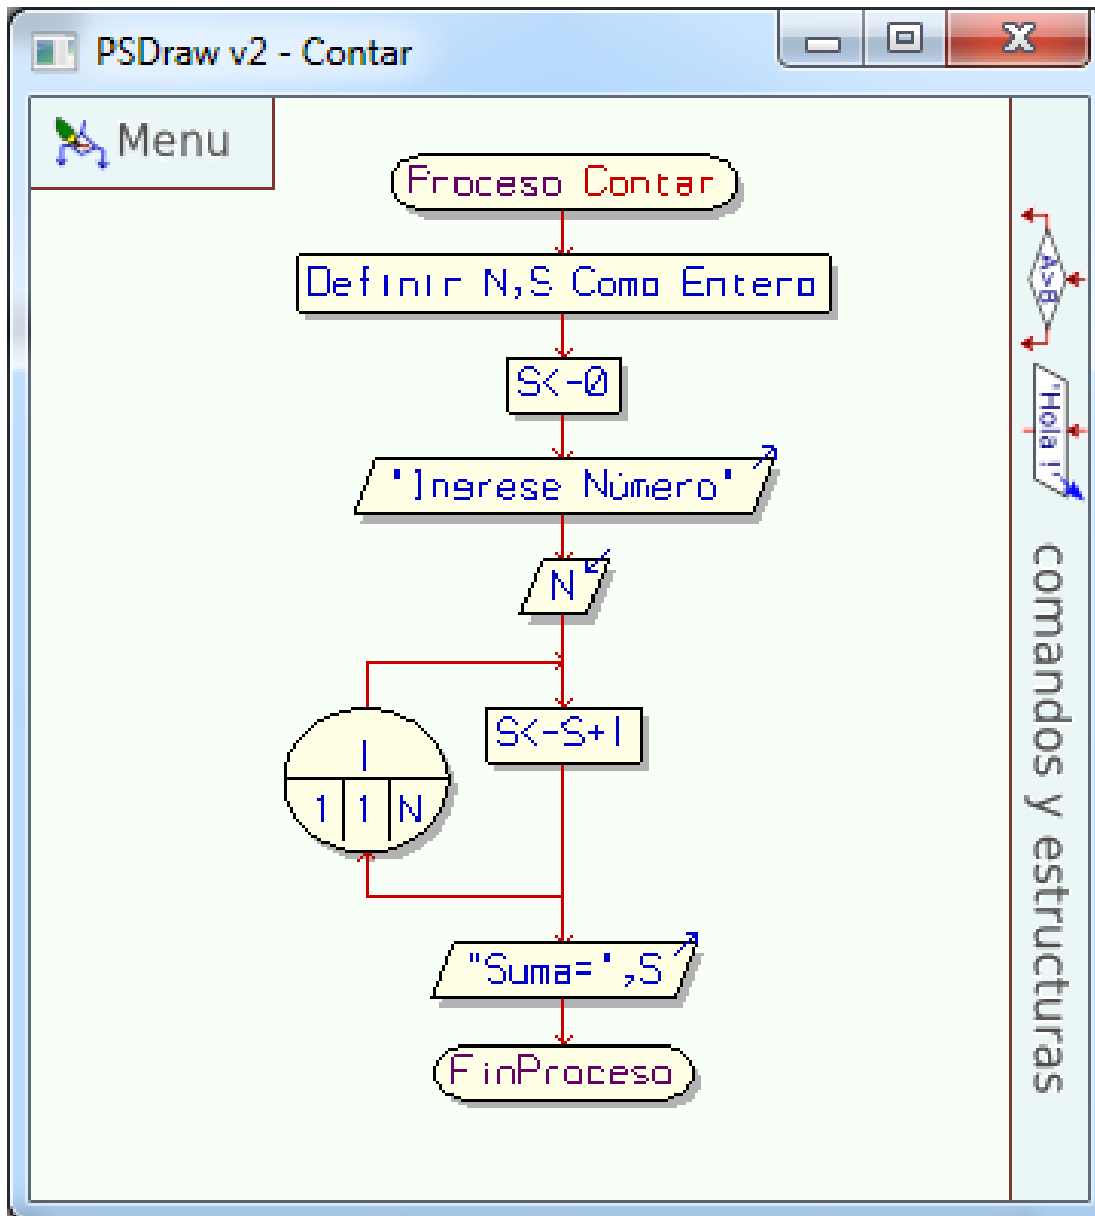 PSDraw v2 - Contar
Menu
Proceso Contar
Definir N,S Como Entero
S<-0
"Ingrese Número"
N
S<-S+I
I
1 1 N
"Suma=",S
FinProceso
A>B
"Hola !"
comandos y estructuras